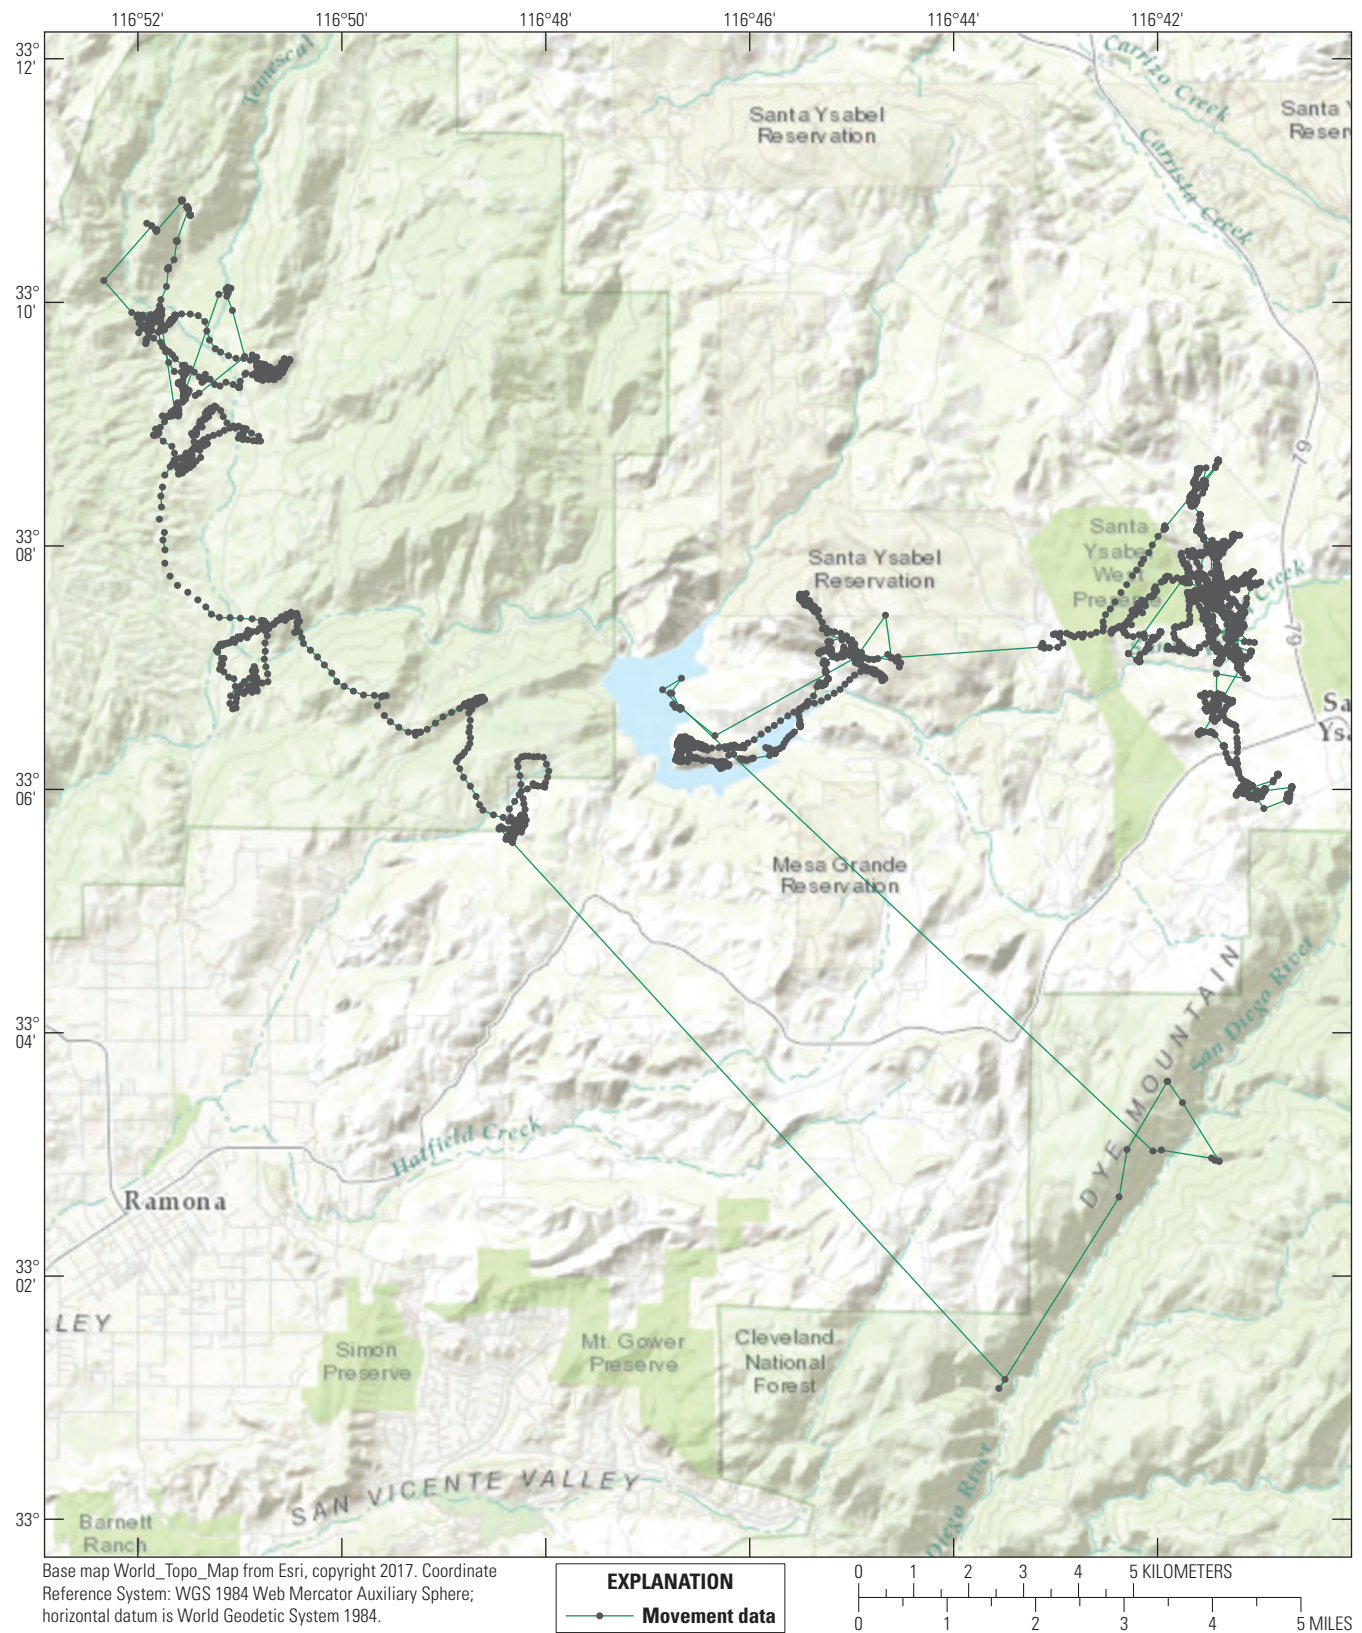 116°52' 116°50' 116°48' 116°46' 116°44' 116°42'
33°
12'
33°
10'
33°
08'
33°
06'
33°
04'
33°
02'
33°
Temescal
Carrizo Creek
Carrista Creek
Santa Ysabel
Reservation
Santa Y
Reser
79
Santa
Ysabe
West
Preserve
Creek
Santa Ysabel
Reservation
79
Sa
Ys
Mesa Grande
Reservation
San Diego River
DYE MOUNTAIN
Hatfield Creek
Ramona
LLEY
Simon
Preserve
Mt. Gower
Preserve
Cleveland
National
Forest
SAN VICENTE VALLEY
Diego River
Barnett
Ranch
Base map World_Topo_Map from Esri, copyright 2017. Coordinate
Reference System: WGS 1984 Web Mercator Auxiliary Sphere;
horizontal datum is World Geodetic System 1984.
EXPLANATION
Movement data
0 1 2 3 4 5 KILOMETERS
0 1 2 3 4 5 MILES